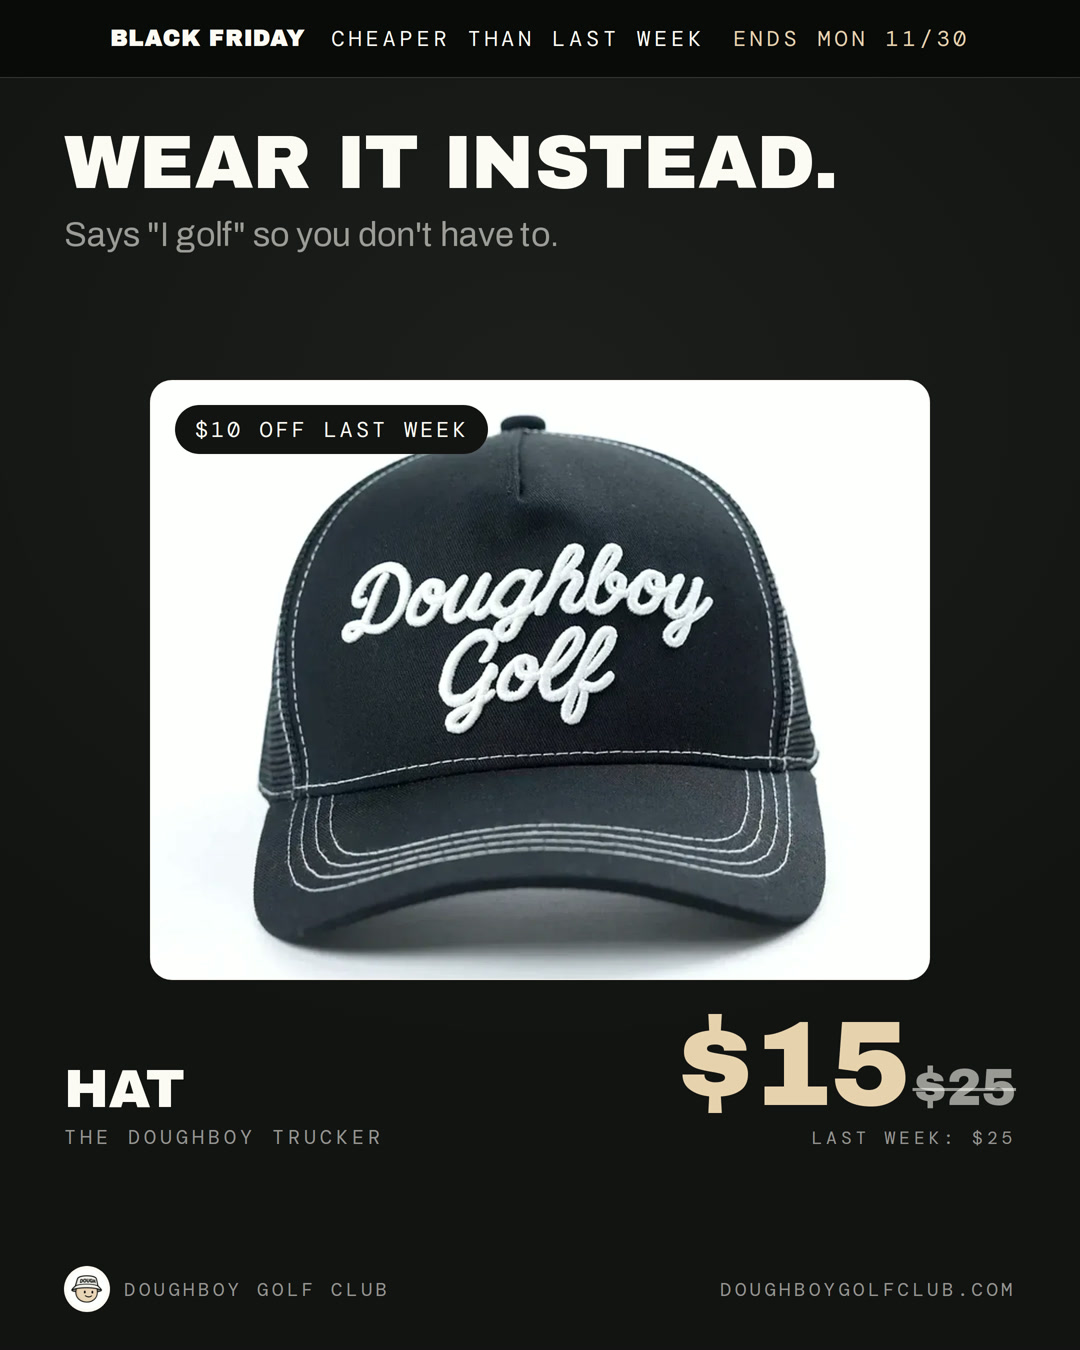 BLACK FRIDAY CHEAPER THAN LAST WEEK ENDS MON 11/30
WEAR IT INSTEAD.
Says "I golf" so you don't have to.
$10 OFF LAST WEEK
Doughboy
Golf
HAT
$15 $25
THE DOUGHBOY TRUCKER
LAST WEEK: $25
DOUGH
DOUGHBOY GOLF CLUB
DOUGHBOYGOLFCLUB.COM